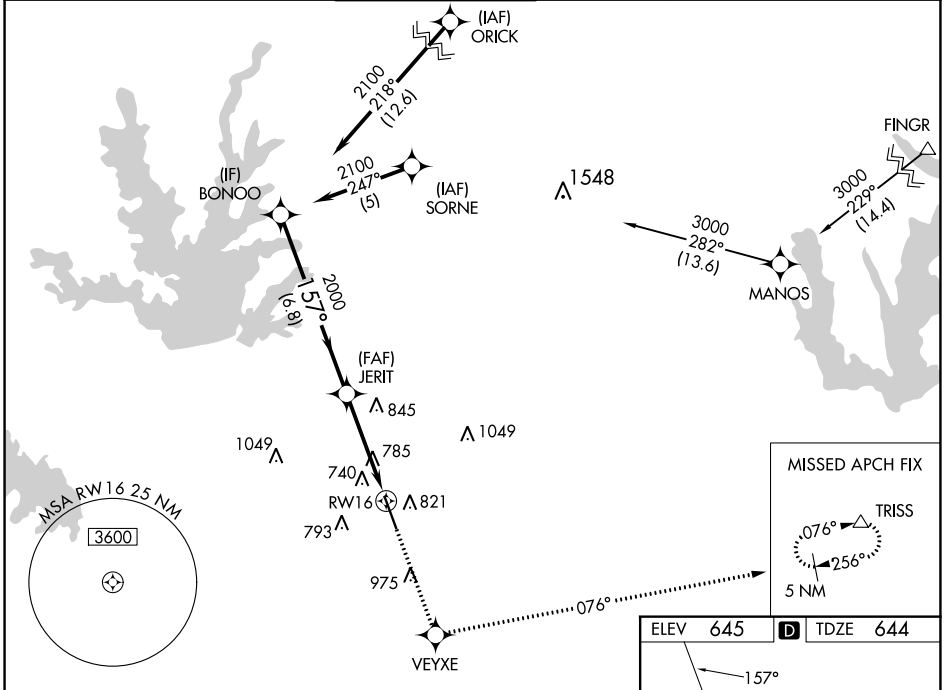 (IAF)
ORICK
2100
218°
(12.6)
FINGR
3000
229°
(14.4)
(IF)
BONOO
2100
247°
(5)
(IAF)
SORNE
1548
3000
282°
(13.6)
MANOS
2000
157°
(6.8)
(FAF)
JERIT
845
1049
1049
785
740
RW16
821
793
975
MSA RW16 25 NM
3600
MISSED APCH FIX
TRISS
076°
256°
5 NM
076°
VEYXE
ELEV 645 D TDZE 644
157°